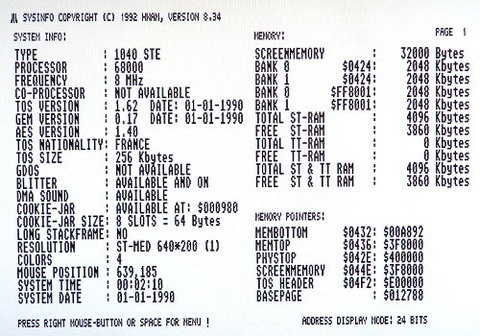 SYSINFO COPYRIGHT (C) 1992 HWAM, VERSION 8.34
PAGE 1
SYSTEM INFO:
TYPE : 1040 STE
PROCESSOR : 68000
FREQUENCY : 8 MHz
CO-PROCESSOR : NOT AVAILABLE
TOS VERSION : 1.62 DATE: 01-01-1990
GEM VERSION : 0.17 DATE: 01-01-1990
AES VERSION : 1.40
TOS NATIONALITY: FRANCE
TOS SIZE : 256 Kbytes
GDOS : NOT AVAILABLE
BLITTER : AVAILABLE AND ON
DMA SOUND : AVAILABLE
COOKIE-JAR : AVAILABLE AT: $000980
COOKIE-JAR SIZE: 8 SLOTS = 64 Bytes
LONG STACKFRAME: NO
RESOLUTION : ST-MED 640*200 (1)
COLORS : 4
MOUSE POSITION : 639,185
SYSTEM TIME : 00:02:10
SYSTEM DATE : 01-01-1990
MEMORY:
SCREENMEMORY : 32000 Bytes
BANK 0 $0424: 2048 Kbytes
BANK 1 $0424: 2048 Kbytes
BANK 0 $FF8001: 2048 Kbytes
BANK 1 $FF8001: 2048 Kbytes
TOTAL ST-RAM : 4096 Kbytes
FREE ST-RAM : 3860 Kbytes
TOTAL TT-RAM : 0 Kbytes
FREE TT-RAM : 0 Kbytes
TOTAL ST & TT RAM : 4096 Kbytes
FREE ST & TT RAM : 3860 Kbytes
MEMORY POINTERS:
MEMBOTTOM $0432: $00A892
MEMTOP $0436: $3F8000
PHYSTOP $042E: $400000
SCREENMEMORY $044E: $3F8000
TOS HEADER $04F2: $E00000
BASEPAGE : $012788
PRESS RIGHT MOUSE-BUTTON OR SPACE FOR MENU !
ADDRESS DISPLAY MODE: 24 BITS